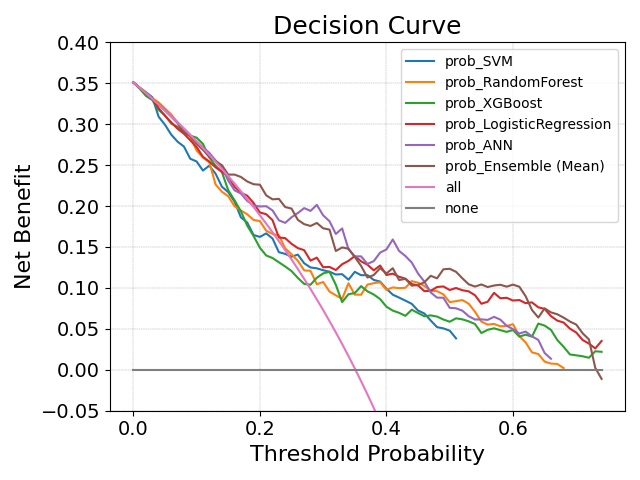 Decision Curve
Net Benefit
0.40
0.35
0.30
0.25
0.20
0.15
0.10
0.05
0.00
−0.05
prob_SVM
prob_RandomForest
prob_XGBoost
prob_LogisticRegression
prob_ANN
prob_Ensemble (Mean)
all
none
0.0 0.2 0.4 0.6
Threshold Probability